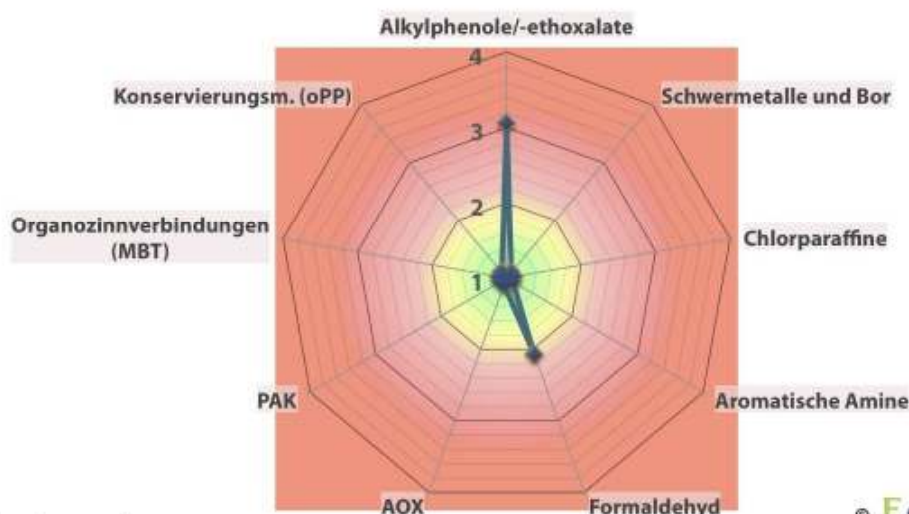 Alkylphenole/-ethoxalate
4
Konservierungsm. (oPP)
Schwermetalle und Bor
3
2
Organozinnverbindungen
(MBT)
Chlorparaffine
1
PAK
Aromatische Amine
AOX
Formaldehyd
©